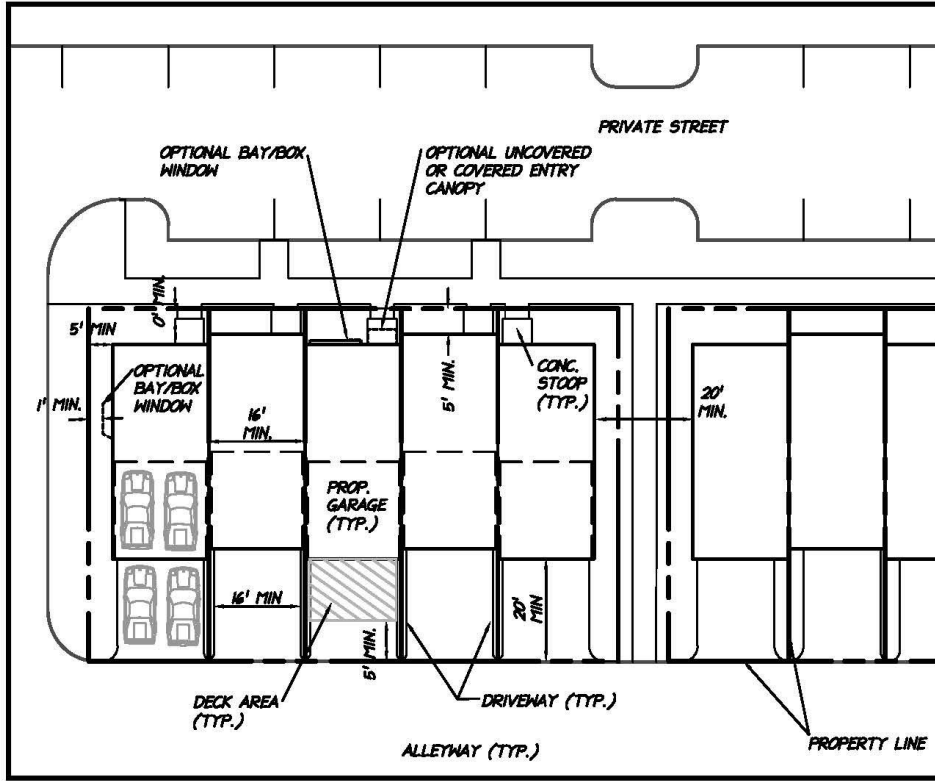 PRIVATE STREET
OPTIONAL BAY/BOX
WINDOW
OPTIONAL UNCOVERED
OR COVERED ENTRY
CANOPY
0' MIN.
5' MIN
OPTIONAL
BAY/BOX
WINDOW
1' MIN.
16'
MIN.
5' MIN.
CONC.
STOOP
(TYP.)
20'
MIN.
PROP.
GARAGE
(TYP.)
16' MIN
20'
MIN
5' MIN.
DECK AREA
(TYP.)
DRIVEWAY (TYP.)
ALLEYWAY (TYP.)
PROPERTY LINE